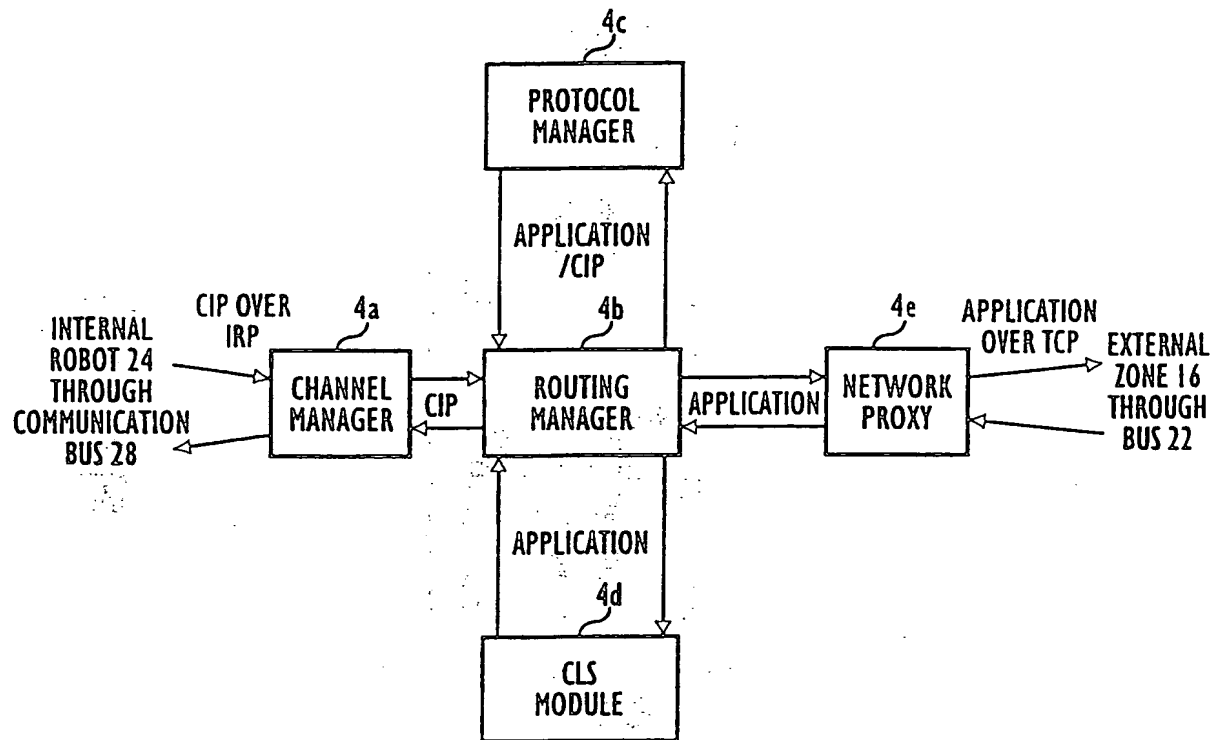 4c
PROTOCOL
MANAGER
APPLICATION
/CIP
CIP OVER
IRP
4a
4b
4e
APPLICATION
OVER TCP
INTERNAL
ROBOT 24
THROUGH
COMMUNICATION
BUS 28
CHANNEL
MANAGER
CIP
ROUTING
MANAGER
APPLICATION
NETWORK
PROXY
EXTERNAL
ZONE 16
THROUGH
BUS 22
APPLICATION
4d
CLS
MODULE